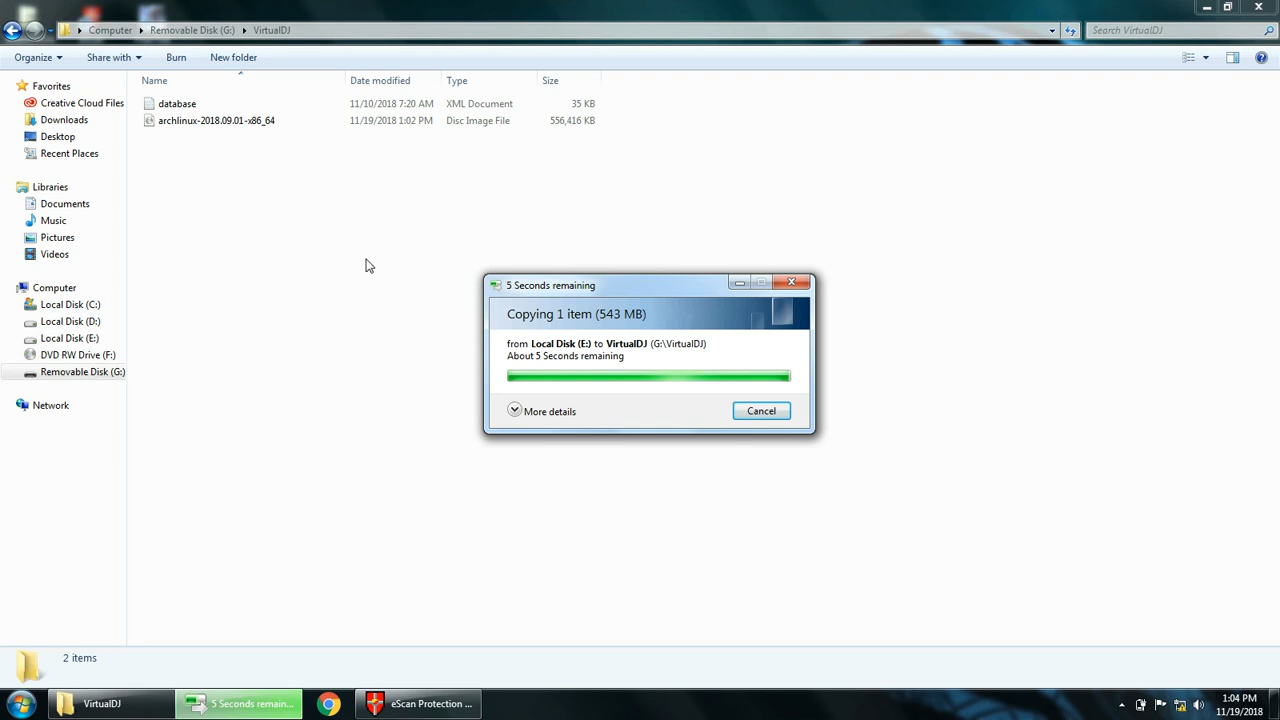 Computer Removable Disk (G:) VirtualDJ Search VirtualDJ
Organize Share with Burn New folder
Favorites
Creative Cloud Files
Downloads
Desktop
Recent Places
Libraries
Documents
Music
Pictures
Videos
Computer
Local Disk (C:)
Local Disk (D:)
Local Disk (E:)
DVD RW Drive (F:)
Removable Disk (G:)
Network
Name Date modified Type Size
database 11/10/2018 7:20 AM XML Document 35 KB
archlinux-2018.09.01-x86_64 11/19/2018 1:02 PM Disc Image File 556,416 KB
5 Seconds remaining
Copying 1 item (543 MB)
from Local Disk (E:) to VirtualDJ (G:\VirtualDJ)
About 5 Seconds remaining
More details Cancel
2 items
VirtualDJ 5 Seconds remain... eScan Protection ... 1:04 PM
11/19/2018